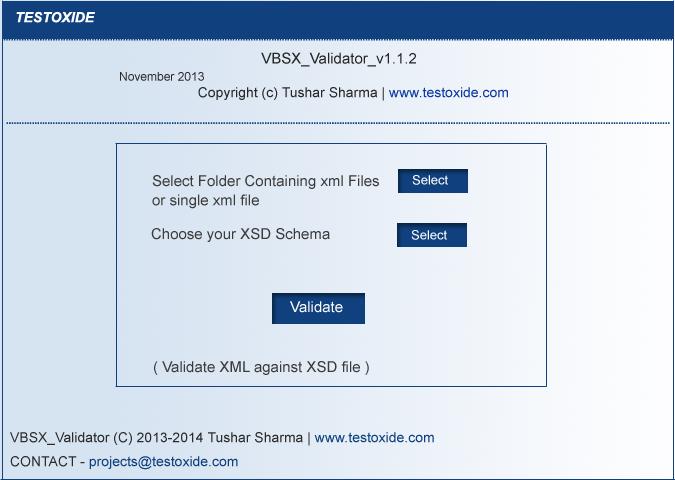 TESTOXIDE
VBSX_Validator_v1.1.2
November 2013
Copyright (c) Tushar Sharma | www.testoxide.com
Select Folder Containing xml Files
or single xml file
Select
Choose your XSD Schema
Select
Validate
( Validate XML against XSD file )
VBSX_Validator (C) 2013-2014 Tushar Sharma | www.testoxide.com
CONTACT - projects@testoxide.com